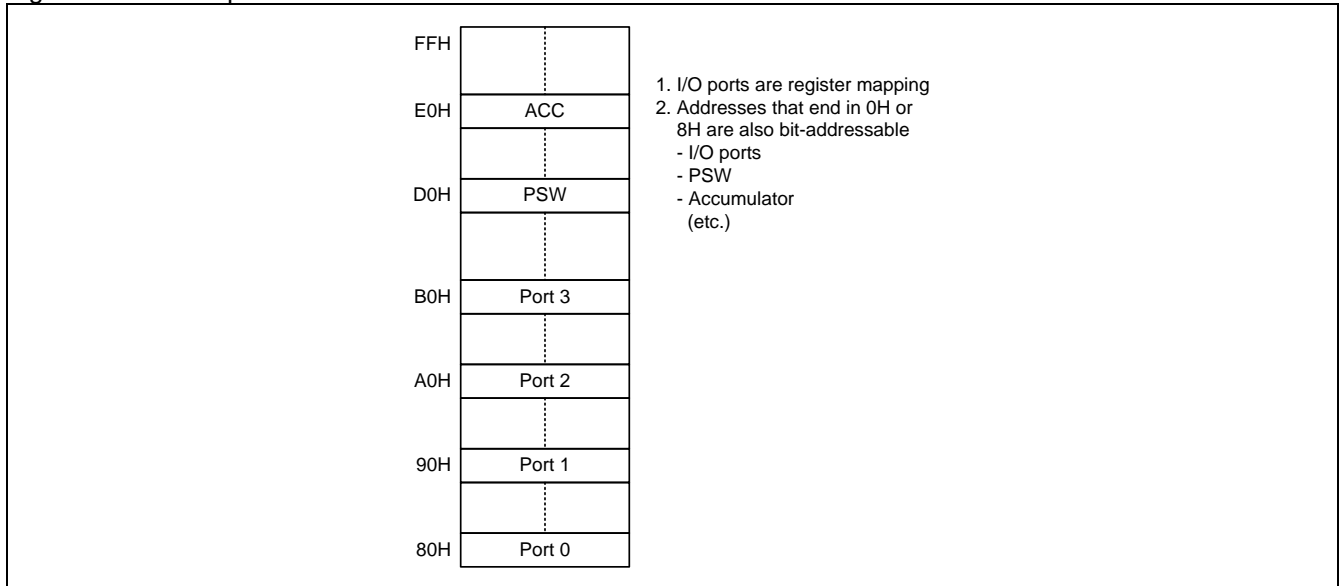 FFH
E0H ACC
D0H PSW
B0H Port 3
A0H Port 2
90H Port 1
80H Port 0
1. I/O ports are register mapping
2. Addresses that end in 0H or
8H are also bit-addressable
- I/O ports
- PSW
- Accumulator
(etc.)